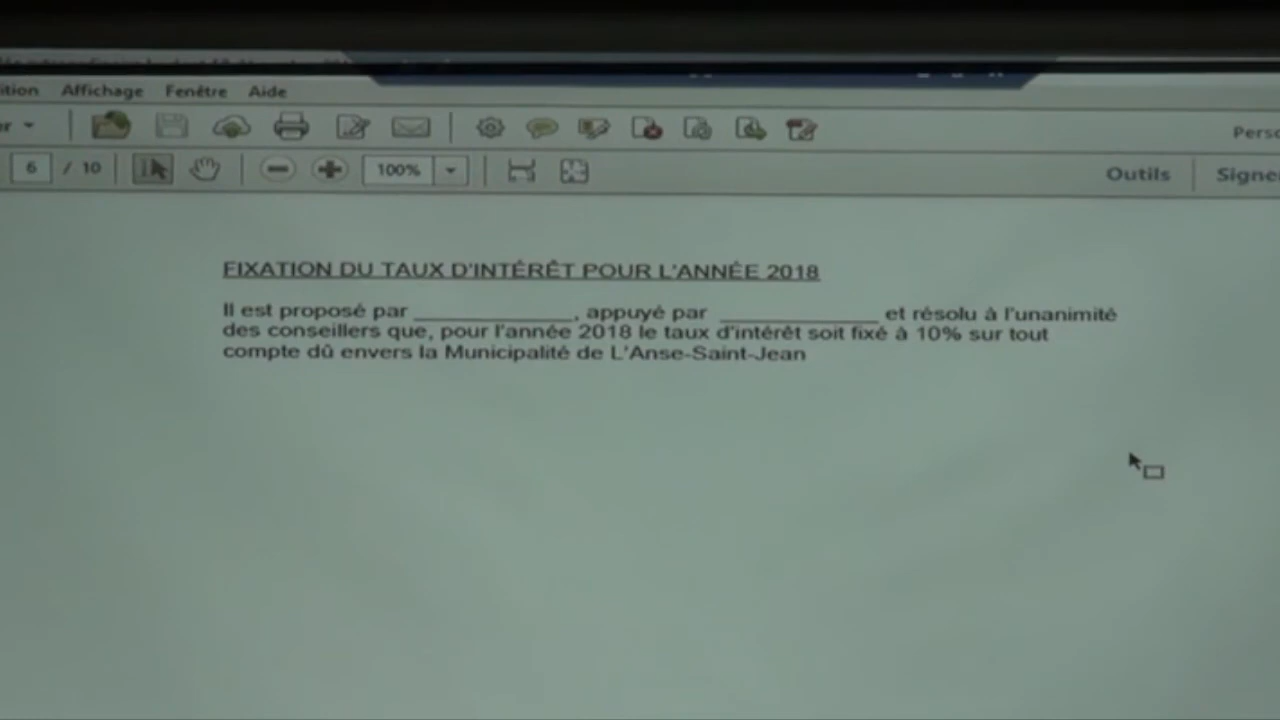 ition Affichage Fenêtre Aide
er Perso
6 / 10 100% Outils Signer
FIXATION DU TAUX D'INTÉRÊT POUR L'ANNÉE 2018
Il est proposé par ______________, appuyé par ______________ et résolu à l'unanimité
des conseillers que, pour l'année 2018 le taux d'intérêt soit fixé à 10% sur tout
compte dû envers la Municipalité de L'Anse-Saint-Jean